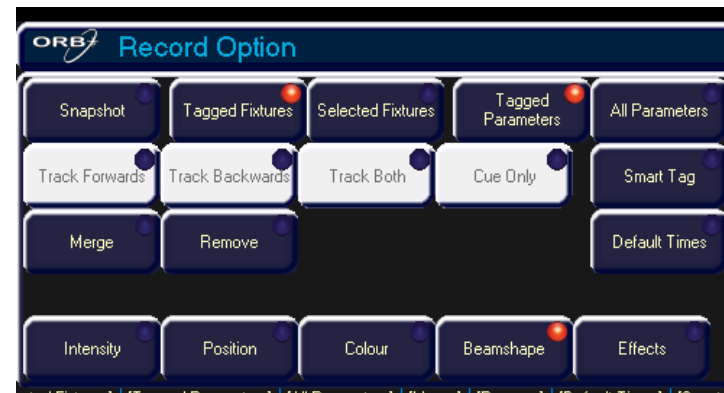 ORB
Record Option
Snapshot
Tagged Fixtures
Selected Fixtures
Tagged
Parameters
All Parameters
Track Forwards
Track Backwards
Track Both
Cue Only
Smart Tag
Merge
Remove
Default Times
Intensity
Position
Colour
Beamshape
Effects